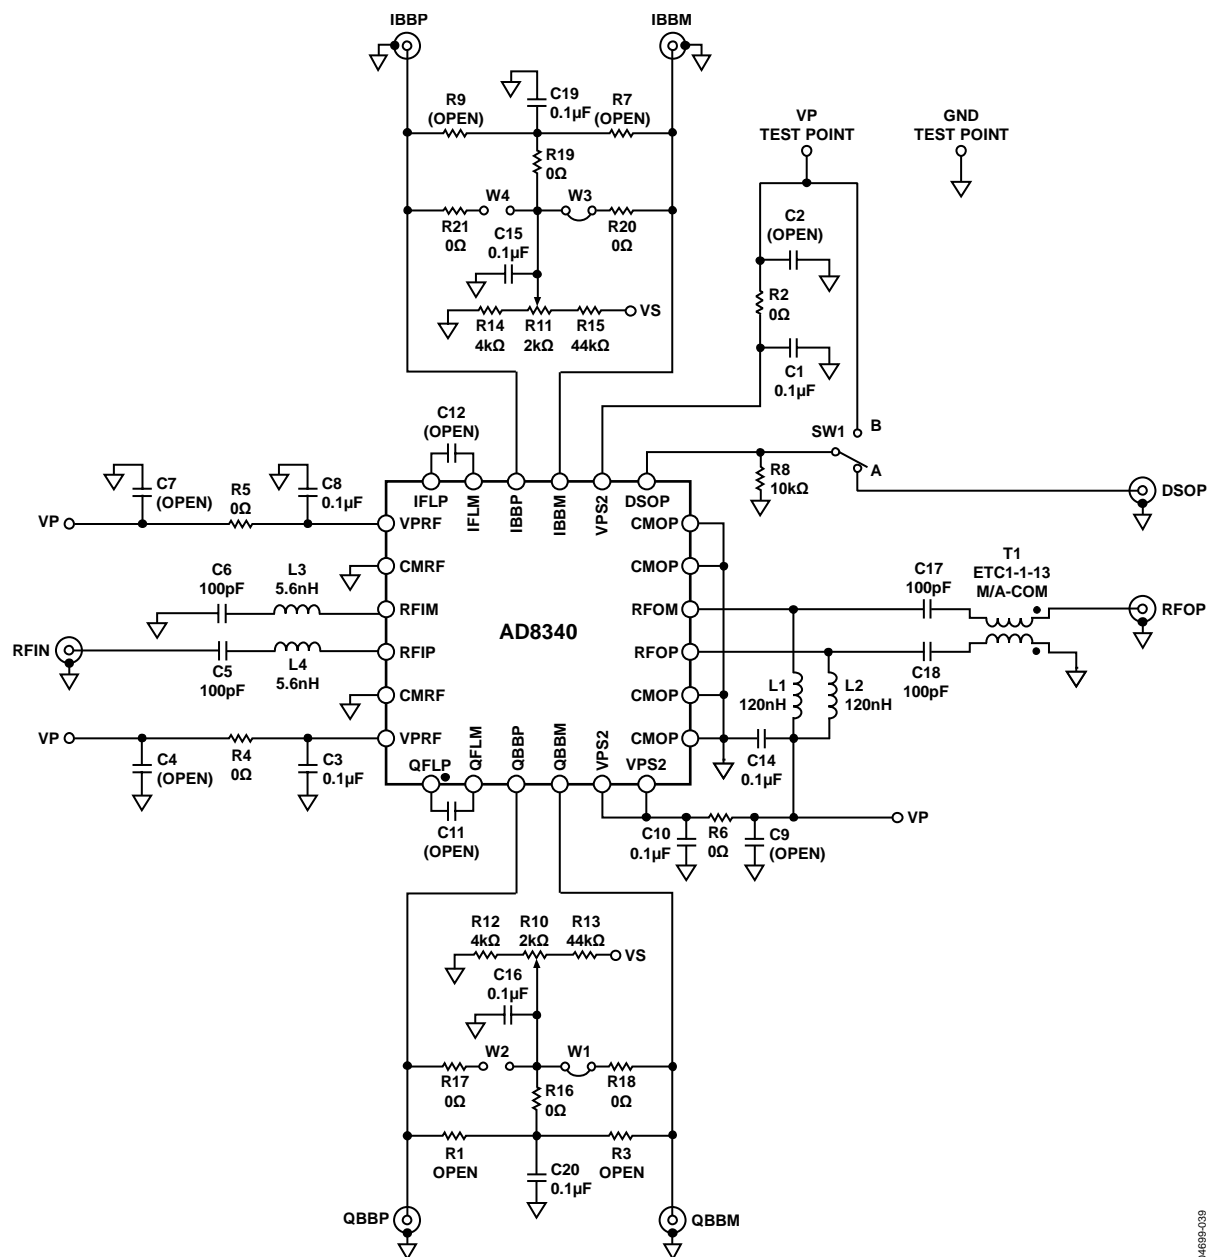 IBBP
IBBM
R9
(OPEN)
C19
0.1µF
R7
(OPEN)
VP
TEST POINT
GND
TEST POINT
R19
0Ω
W4
W3
R21
0Ω
C15
0.1µF
R20
0Ω
C2
(OPEN)
R2
0Ω
VS
R14
4kΩ
R11
2kΩ
R15
44kΩ
C1
0.1µF
C12
(OPEN)
SW1
B
A
R8
10kΩ
DSOP
C7
(OPEN)
R5
0Ω
C8
0.1µF
VP
IFLP
IFLM
IBBP
IBBM
VPS2
DSOP
VPRF
CMOP
CMRF
CMOP
C6
100pF
L3
5.6nH
RFIM
RFOM
C17
100pF
T1
ETC1-1-13
M/A-COM
RFOP
AD8340
RFIN
RFIP
RFOP
C5
100pF
L4
5.6nH
C18
100pF
CMRF
CMOP
L1
120nH
L2
120nH
VP
VPRF
CMOP
C4
(OPEN)
R4
0Ω
C3
0.1µF
QFLP
QFLM
QBBP
QBBM
VPS2
VPS2
C14
0.1µF
C11
(OPEN)
C10
0.1µF
R6
0Ω
C9
(OPEN)
VP
R12
4kΩ
R10
2kΩ
R13
44kΩ
VS
C16
0.1µF
W2
W1
R17
0Ω
R16
0Ω
R18
0Ω
R1
OPEN
C20
0.1µF
R3
OPEN
QBBP
QBBM
04699-039